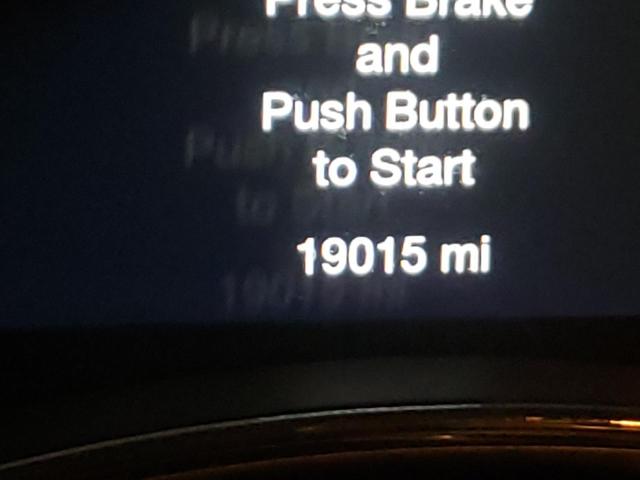 Press Brake
and
Push Button
to Start
19015 mi